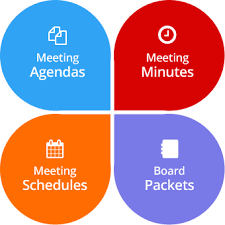 Meeting
Agendas
Meeting
Minutes
Meeting
Schedules
Board
Packets